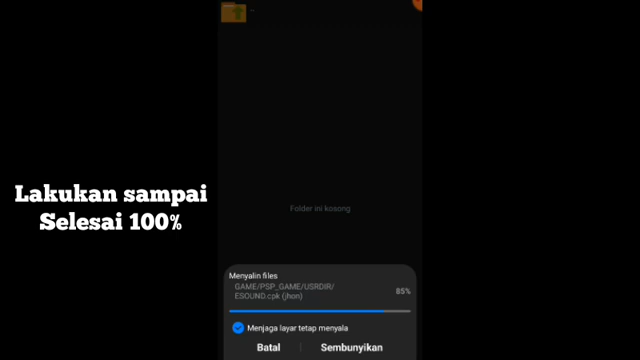 Lakukan sampai
Selesai 100%
Folder ini kosong
Menyalin files
GAME/PSP_GAME/USRDIR/
ESOUND.cpk (jhon)
85%
Menjaga layar tetap menyala
Batal
Sembunyikan